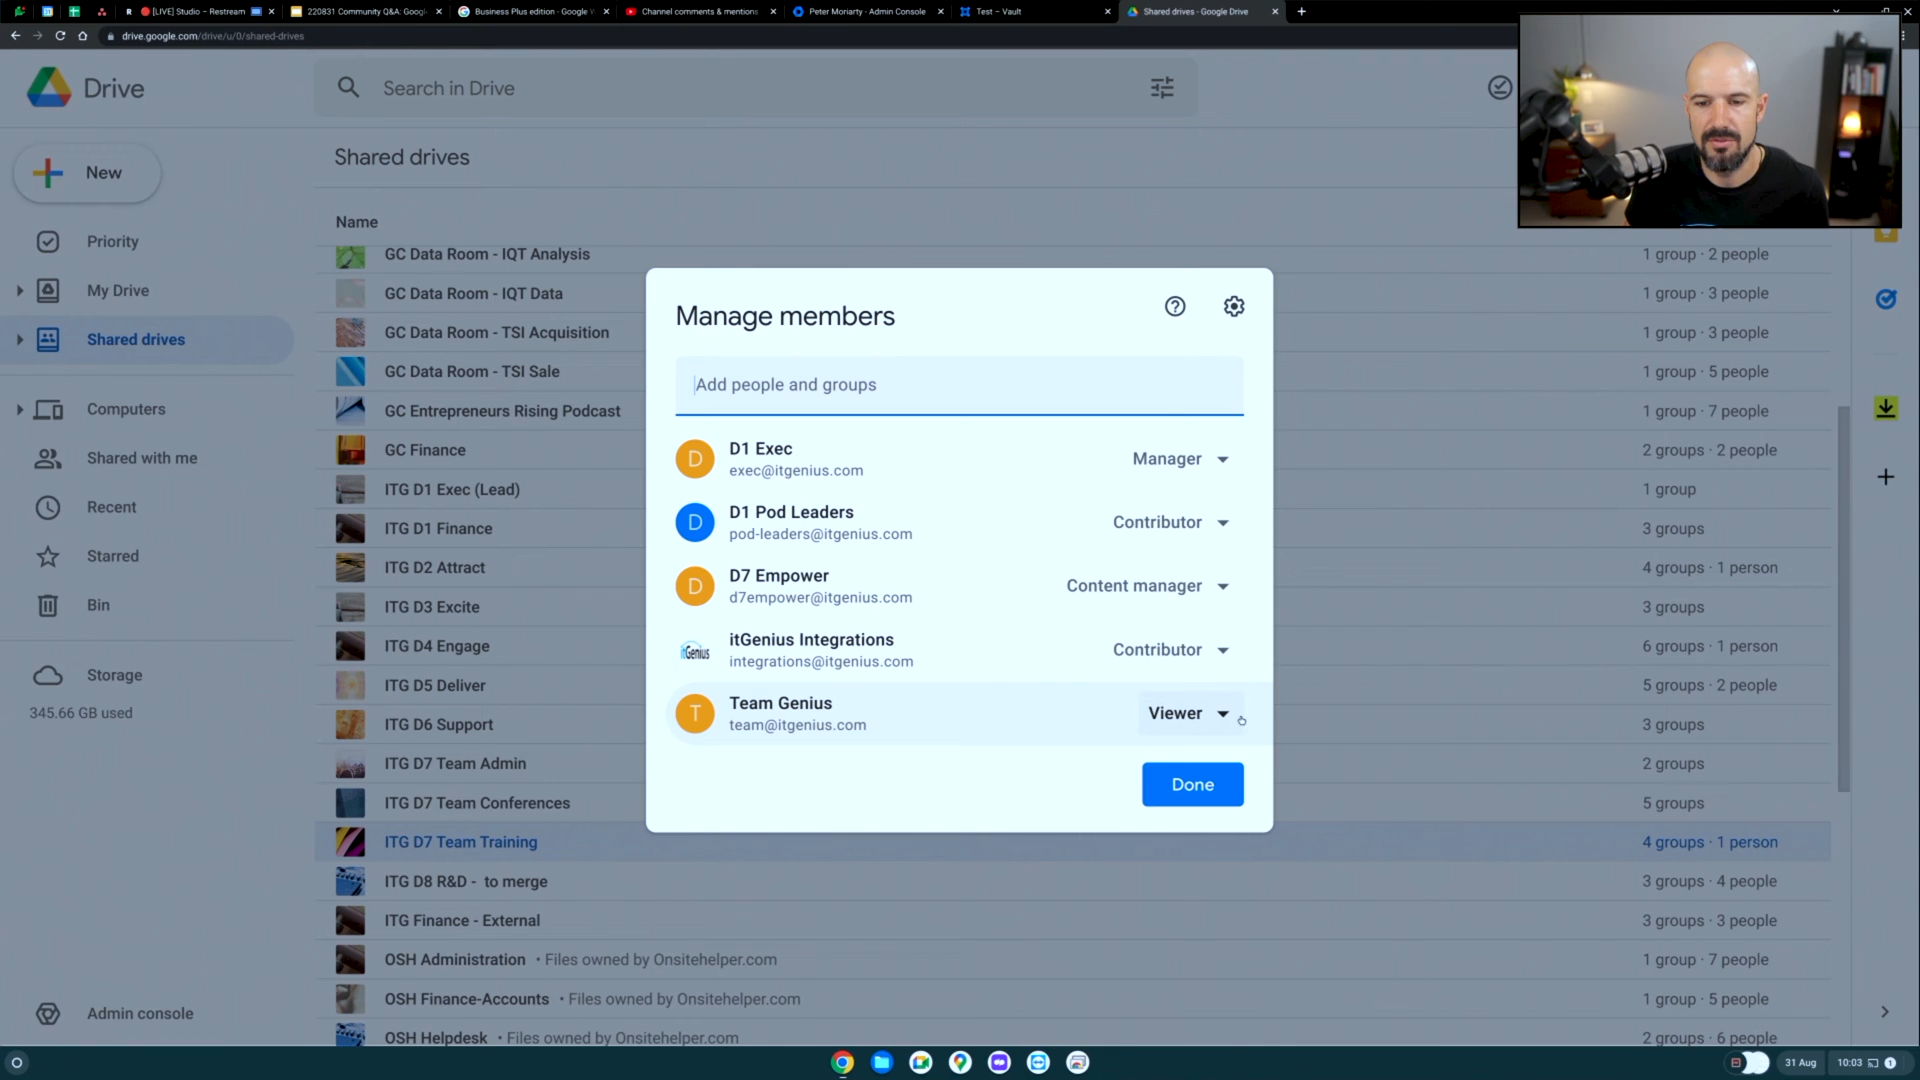 [LIVE] Studio - Restream
220831 Community Q&A: Googl
Business Plus edition - Google W
Channel comments & mentions
Peter Moriarty - Admin Console
Test - Vault
Shared drives - Google Drive
drive.google.com/drive/u/0/shared-drives
Drive
Search in Drive
New
Priority
My Drive
Shared drives
Computers
Shared with me
Recent
Starred
Bin
Storage
345.66 GB used
Admin console
Shared drives
Name
GC Data Room - IQT Analysis
1 group · 2 people
GC Data Room - IQT Data
1 group · 3 people
GC Data Room - TSI Acquisition
1 group · 3 people
GC Data Room - TSI Sale
1 group · 5 people
GC Entrepreneurs Rising Podcast
1 group · 7 people
GC Finance
2 groups · 2 people
ITG D1 Exec (Lead)
1 group
ITG D1 Finance
3 groups
ITG D2 Attract
4 groups · 1 person
ITG D3 Excite
3 groups
ITG D4 Engage
6 groups · 1 person
ITG D5 Deliver
5 groups · 2 people
ITG D6 Support
3 groups
ITG D7 Team Admin
2 groups
ITG D7 Team Conferences
5 groups
ITG D7 Team Training
4 groups · 1 person
ITG D8 R&D - to merge
3 groups · 4 people
ITG Finance - External
3 groups · 3 people
OSH Administration • Files owned by Onsitehelper.com
1 group · 7 people
OSH Finance-Accounts • Files owned by Onsitehelper.com
1 group · 5 people
OSH Helpdesk • Files owned by Onsitehelper.com
2 groups · 6 people
Manage members
Add people and groups
D
D1 Exec
exec@itgenius.com
Manager
D
D1 Pod Leaders
pod-leaders@itgenius.com
Contributor
D
D7 Empower
d7empower@itgenius.com
Content manager
itGenius
itGenius Integrations
integrations@itgenius.com
Contributor
T
Team Genius
team@itgenius.com
Viewer
Done
31 Aug
10:03
1